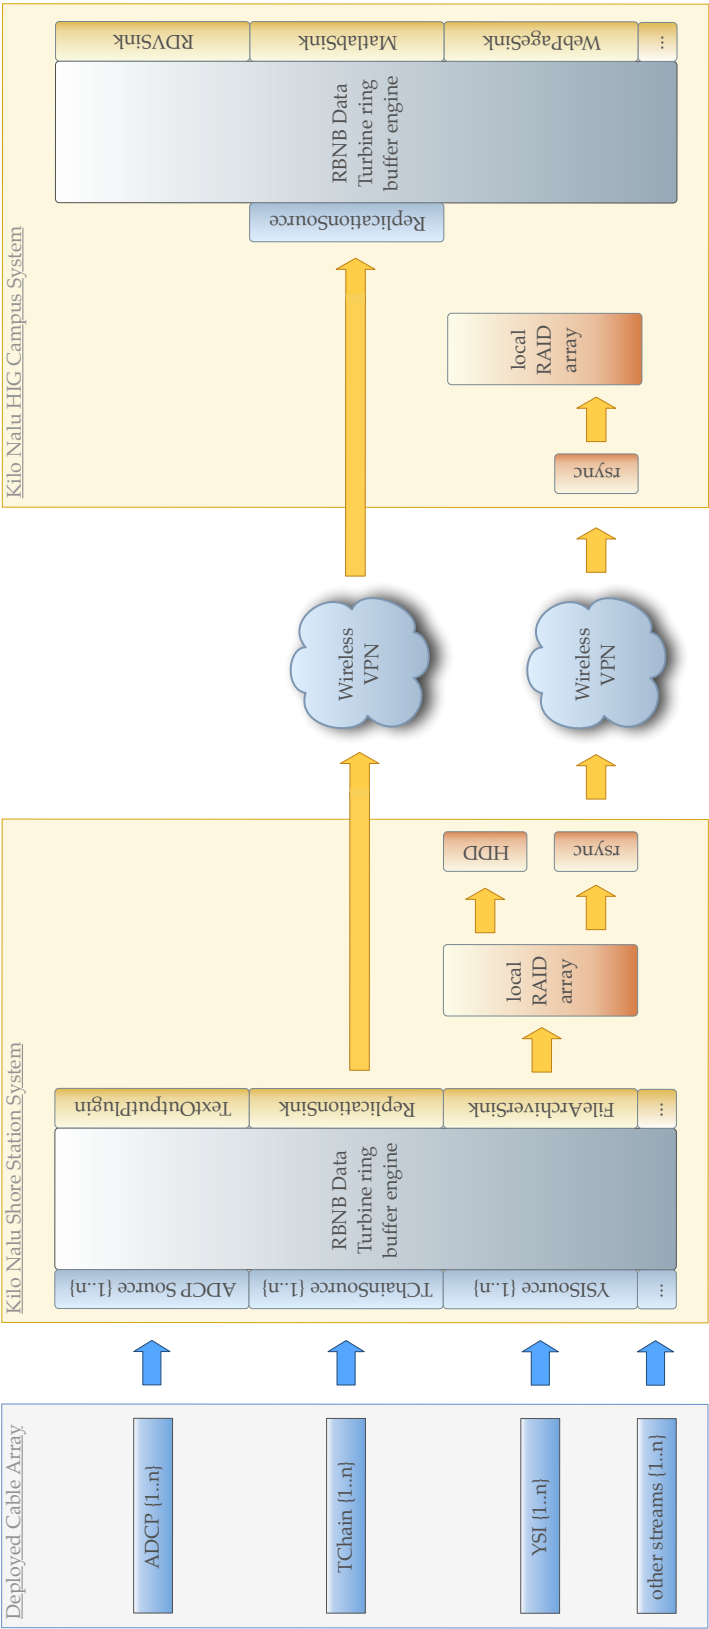 Deployed Cable Array
ADCP {1..n}
TChain {1..n}
YSI {1..n}
other streams {1..n}
Kilo Nalu Shore Station System
ADCP Source {1..n}
TChainSource {1..n}
YSISource {1..n}
...
RBNB Data
Turbine ring
buffer engine
TextOutputPlugin
ReplicationSink
FileArchiverSink
...
local
RAID
array
HDD
rsync
Wireless
VPN
Wireless
VPN
Kilo Nalu HIG Campus System
rsync
local
RAID
array
ReplicationSource
RBNB Data
Turbine ring
buffer engine
RDVSink
MatlabSink
WebPageSink
...